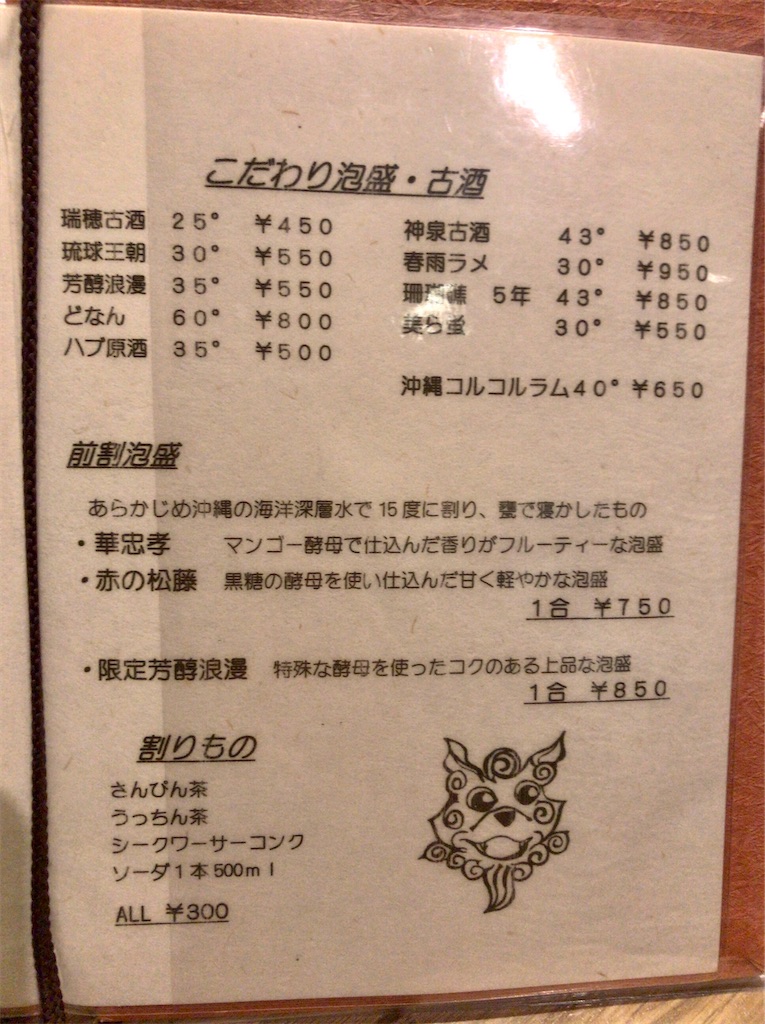 こだわり泡盛・古酒
瑞穂古酒 25° ¥450
琉球王朝 30° ¥550
芳醇浪漫 35° ¥550
どなん 60° ¥800
ハブ原酒 35° ¥500
神泉古酒 43° ¥850
春雨ラメ 30° ¥950
珊瑚礁 5年 43° ¥850
美ら蛍 30° ¥550
沖縄コルコルラム40° ¥650
前割泡盛
あらかじめ沖縄の海洋深層水で15度に割り、甕で寝かしたもの
・華忠孝 マンゴー酵母で仕込んだ香りがフルーティーな泡盛
・赤の松藤 黒糖の酵母を使い仕込んだ甘く軽やかな泡盛
1合 ¥750
・限定芳醇浪漫 特殊な酵母を使ったコクのある上品な泡盛
1合 ¥850
割りもの
さんぴん茶
うっちん茶
シークワーサーコンク
ソーダ1本500ml
ALL ¥300